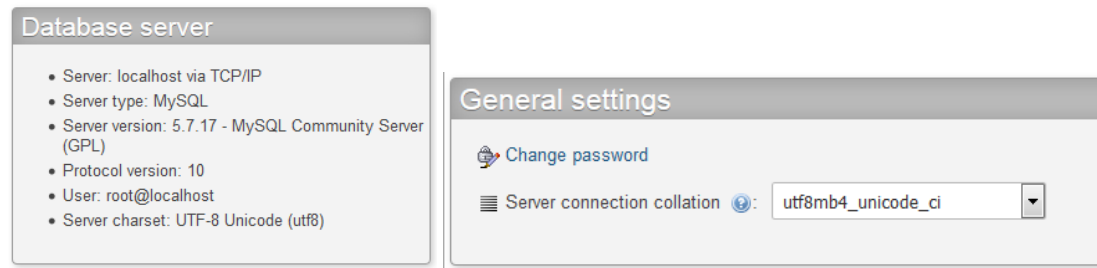 Database server
• Server: localhost via TCP/IP
• Server type: MySQL
• Server version: 5.7.17 - MySQL Community Server
(GPL)
• Protocol version: 10
• User: root@localhost
• Server charset: UTF-8 Unicode (utf8)
General settings
Change password
Server connection collation ?: utf8mb4_unicode_ci